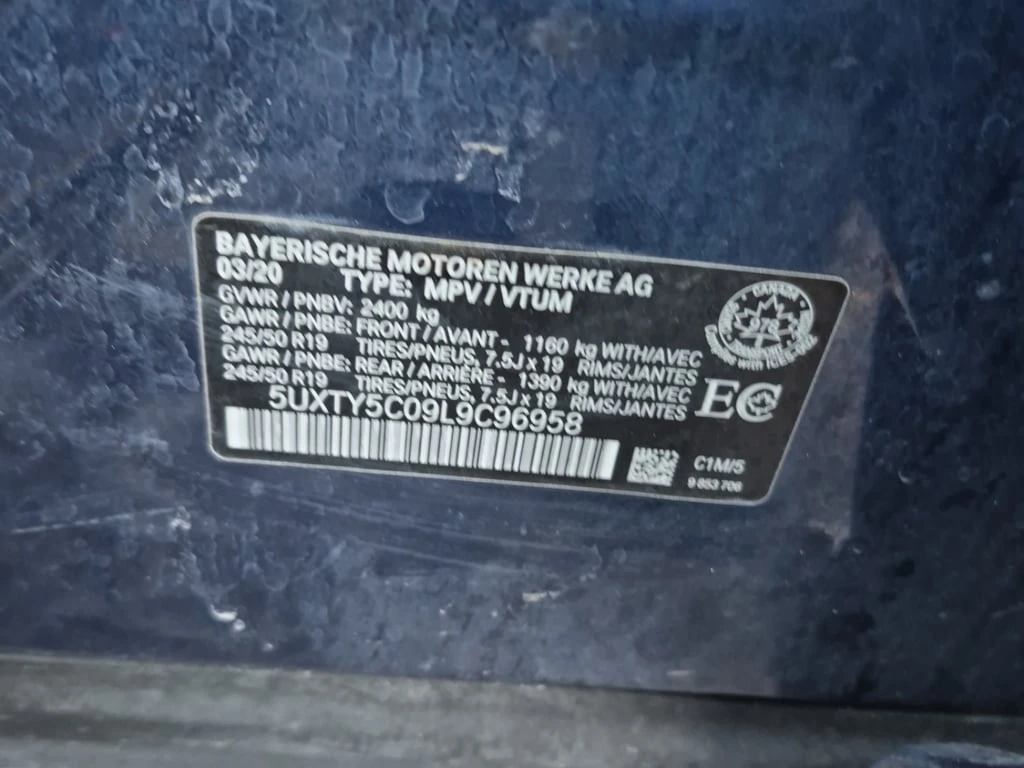 BAYERISCHE MOTOREN WERKE AG
03/20 TYPE: MPV / VTUM
GVWR / PNBV: 2400 kg
GAWR / PNBE: FRONT / AVANT - 1160 kg WITH/AVEC
245/50 R19 TIRES/PNEUS, 7.5J x 19 RIMS/JANTES
GAWR / PNBE: REAR / ARRIÈRE - 1390 kg WITH/AVEC
245/50 R19 TIRES/PNEUS, 7.5J x 19 RIMS/JANTES
5UXTY5C09L9C96958
CANADA
EC
C1M/5
9 853 706